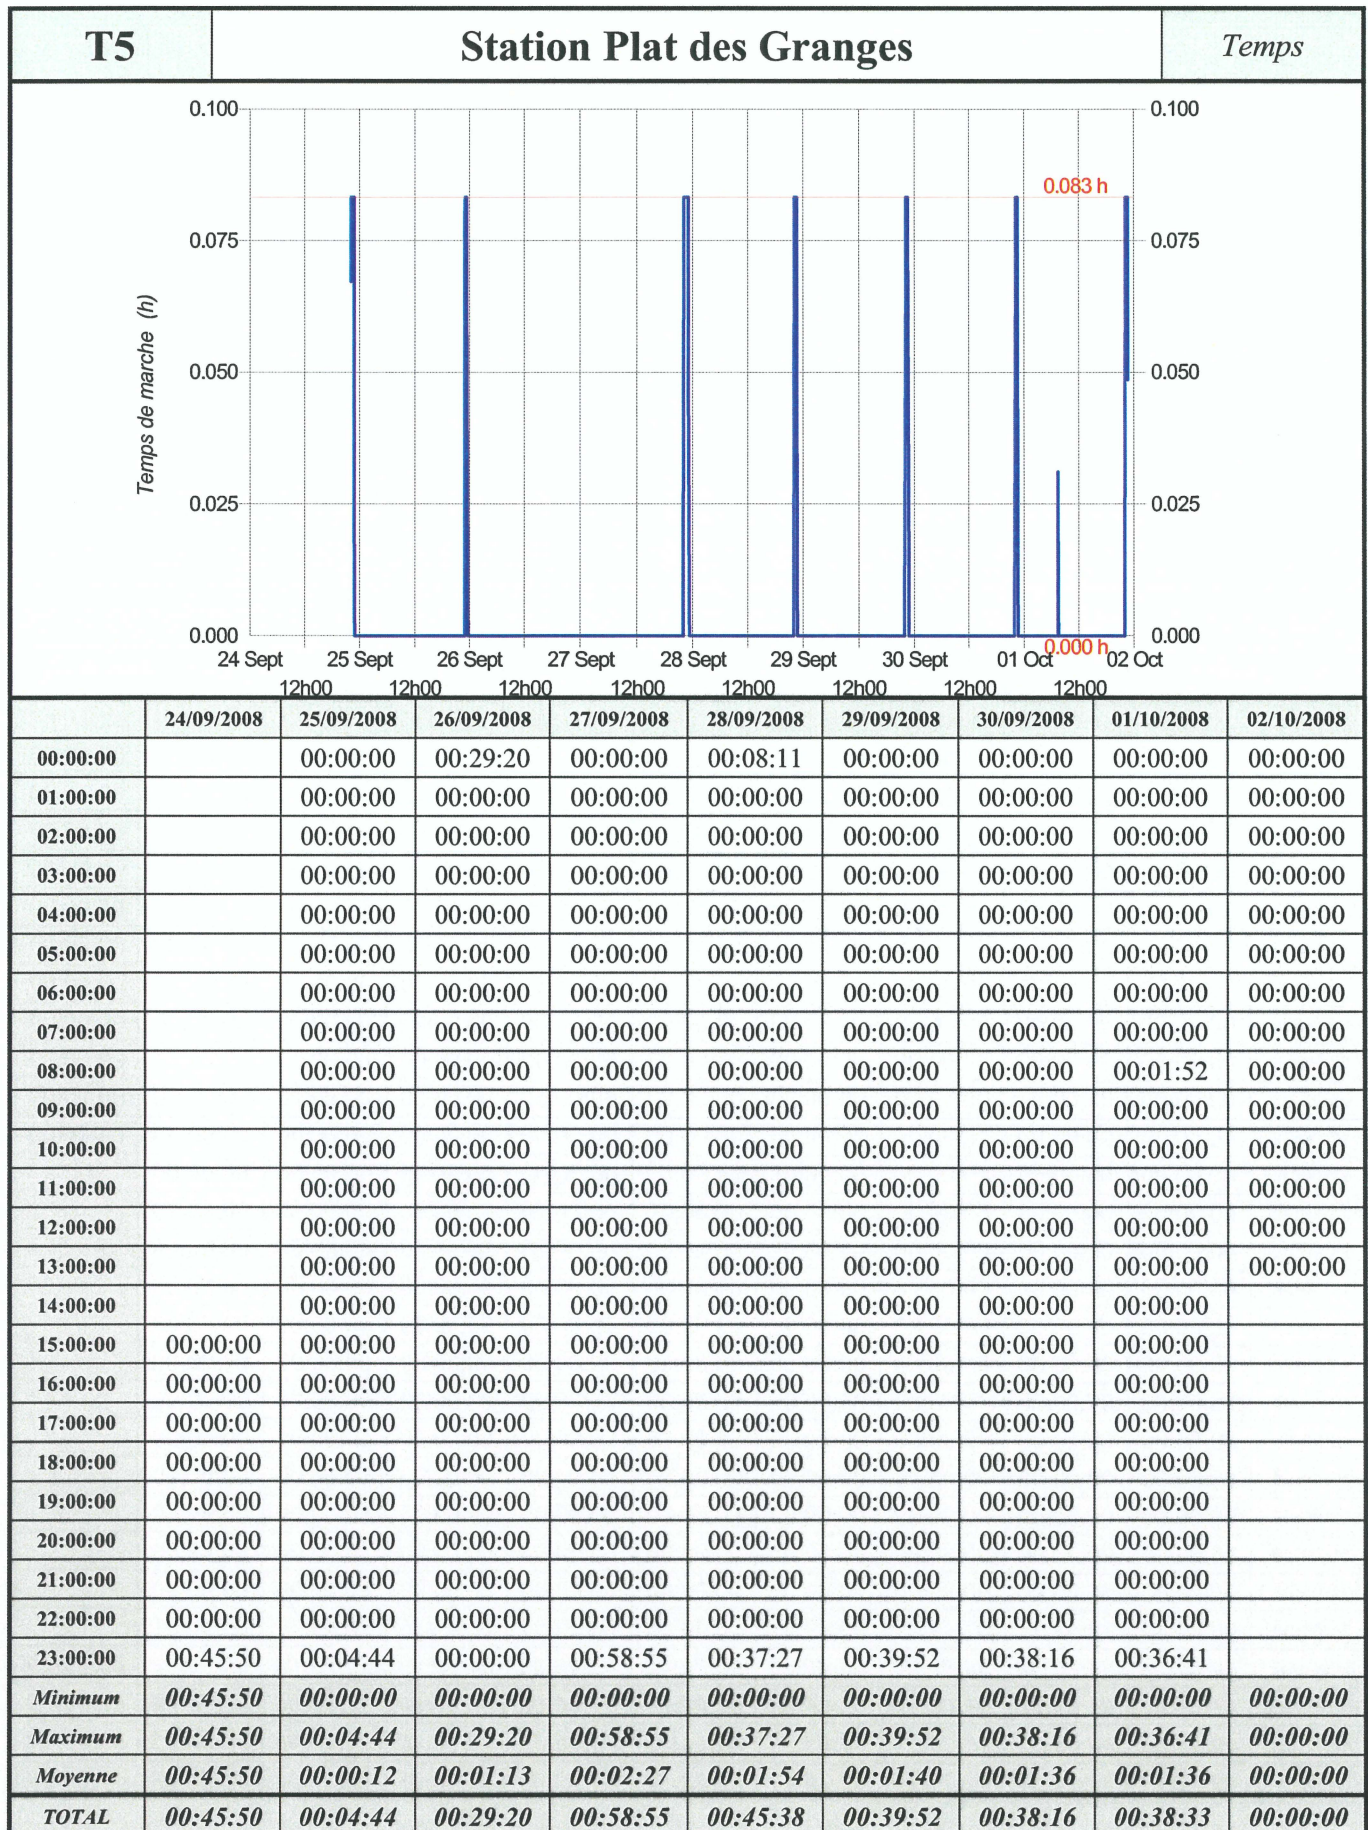 T5 Station Plat des Granges Temps
0.100 0.100
0.083 h
0.075 0.075
Temps de marche (h)
0.050 0.050
0.025 0.025
0.000 0.000
0.000 h
24 Sept 25 Sept 26 Sept 27 Sept 28 Sept 29 Sept 30 Sept 01 Oct 02 Oct
12h00 12h00 12h00 12h00 12h00 12h00 12h00 12h00
24/09/2008 25/09/2008 26/09/2008 27/09/2008 28/09/2008 29/09/2008 30/09/2008 01/10/2008 02/10/2008
00:00:00 00:00:00 00:29:20 00:00:00 00:08:11 00:00:00 00:00:00 00:00:00 00:00:00
01:00:00 00:00:00 00:00:00 00:00:00 00:00:00 00:00:00 00:00:00 00:00:00 00:00:00
02:00:00 00:00:00 00:00:00 00:00:00 00:00:00 00:00:00 00:00:00 00:00:00 00:00:00
03:00:00 00:00:00 00:00:00 00:00:00 00:00:00 00:00:00 00:00:00 00:00:00 00:00:00
04:00:00 00:00:00 00:00:00 00:00:00 00:00:00 00:00:00 00:00:00 00:00:00 00:00:00
05:00:00 00:00:00 00:00:00 00:00:00 00:00:00 00:00:00 00:00:00 00:00:00 00:00:00
06:00:00 00:00:00 00:00:00 00:00:00 00:00:00 00:00:00 00:00:00 00:00:00 00:00:00
07:00:00 00:00:00 00:00:00 00:00:00 00:00:00 00:00:00 00:00:00 00:00:00 00:00:00
08:00:00 00:00:00 00:00:00 00:00:00 00:00:00 00:00:00 00:00:00 00:01:52 00:00:00
09:00:00 00:00:00 00:00:00 00:00:00 00:00:00 00:00:00 00:00:00 00:00:00 00:00:00
10:00:00 00:00:00 00:00:00 00:00:00 00:00:00 00:00:00 00:00:00 00:00:00 00:00:00
11:00:00 00:00:00 00:00:00 00:00:00 00:00:00 00:00:00 00:00:00 00:00:00 00:00:00
12:00:00 00:00:00 00:00:00 00:00:00 00:00:00 00:00:00 00:00:00 00:00:00 00:00:00
13:00:00 00:00:00 00:00:00 00:00:00 00:00:00 00:00:00 00:00:00 00:00:00 00:00:00
14:00:00 00:00:00 00:00:00 00:00:00 00:00:00 00:00:00 00:00:00 00:00:00
15:00:00 00:00:00 00:00:00 00:00:00 00:00:00 00:00:00 00:00:00 00:00:00 00:00:00
16:00:00 00:00:00 00:00:00 00:00:00 00:00:00 00:00:00 00:00:00 00:00:00 00:00:00
17:00:00 00:00:00 00:00:00 00:00:00 00:00:00 00:00:00 00:00:00 00:00:00 00:00:00
18:00:00 00:00:00 00:00:00 00:00:00 00:00:00 00:00:00 00:00:00 00:00:00 00:00:00
19:00:00 00:00:00 00:00:00 00:00:00 00:00:00 00:00:00 00:00:00 00:00:00 00:00:00
20:00:00 00:00:00 00:00:00 00:00:00 00:00:00 00:00:00 00:00:00 00:00:00 00:00:00
21:00:00 00:00:00 00:00:00 00:00:00 00:00:00 00:00:00 00:00:00 00:00:00 00:00:00
22:00:00 00:00:00 00:00:00 00:00:00 00:00:00 00:00:00 00:00:00 00:00:00 00:00:00
23:00:00 00:45:50 00:04:44 00:00:00 00:58:55 00:37:27 00:39:52 00:38:16 00:36:41
Minimum 00:45:50 00:00:00 00:00:00 00:00:00 00:00:00 00:00:00 00:00:00 00:00:00 00:00:00
Maximum 00:45:50 00:04:44 00:29:20 00:58:55 00:37:27 00:39:52 00:38:16 00:36:41 00:00:00
Moyenne 00:45:50 00:00:12 00:01:13 00:02:27 00:01:54 00:01:40 00:01:36 00:01:36 00:00:00
TOTAL 00:45:50 00:04:44 00:29:20 00:58:55 00:45:38 00:39:52 00:38:16 00:38:33 00:00:00